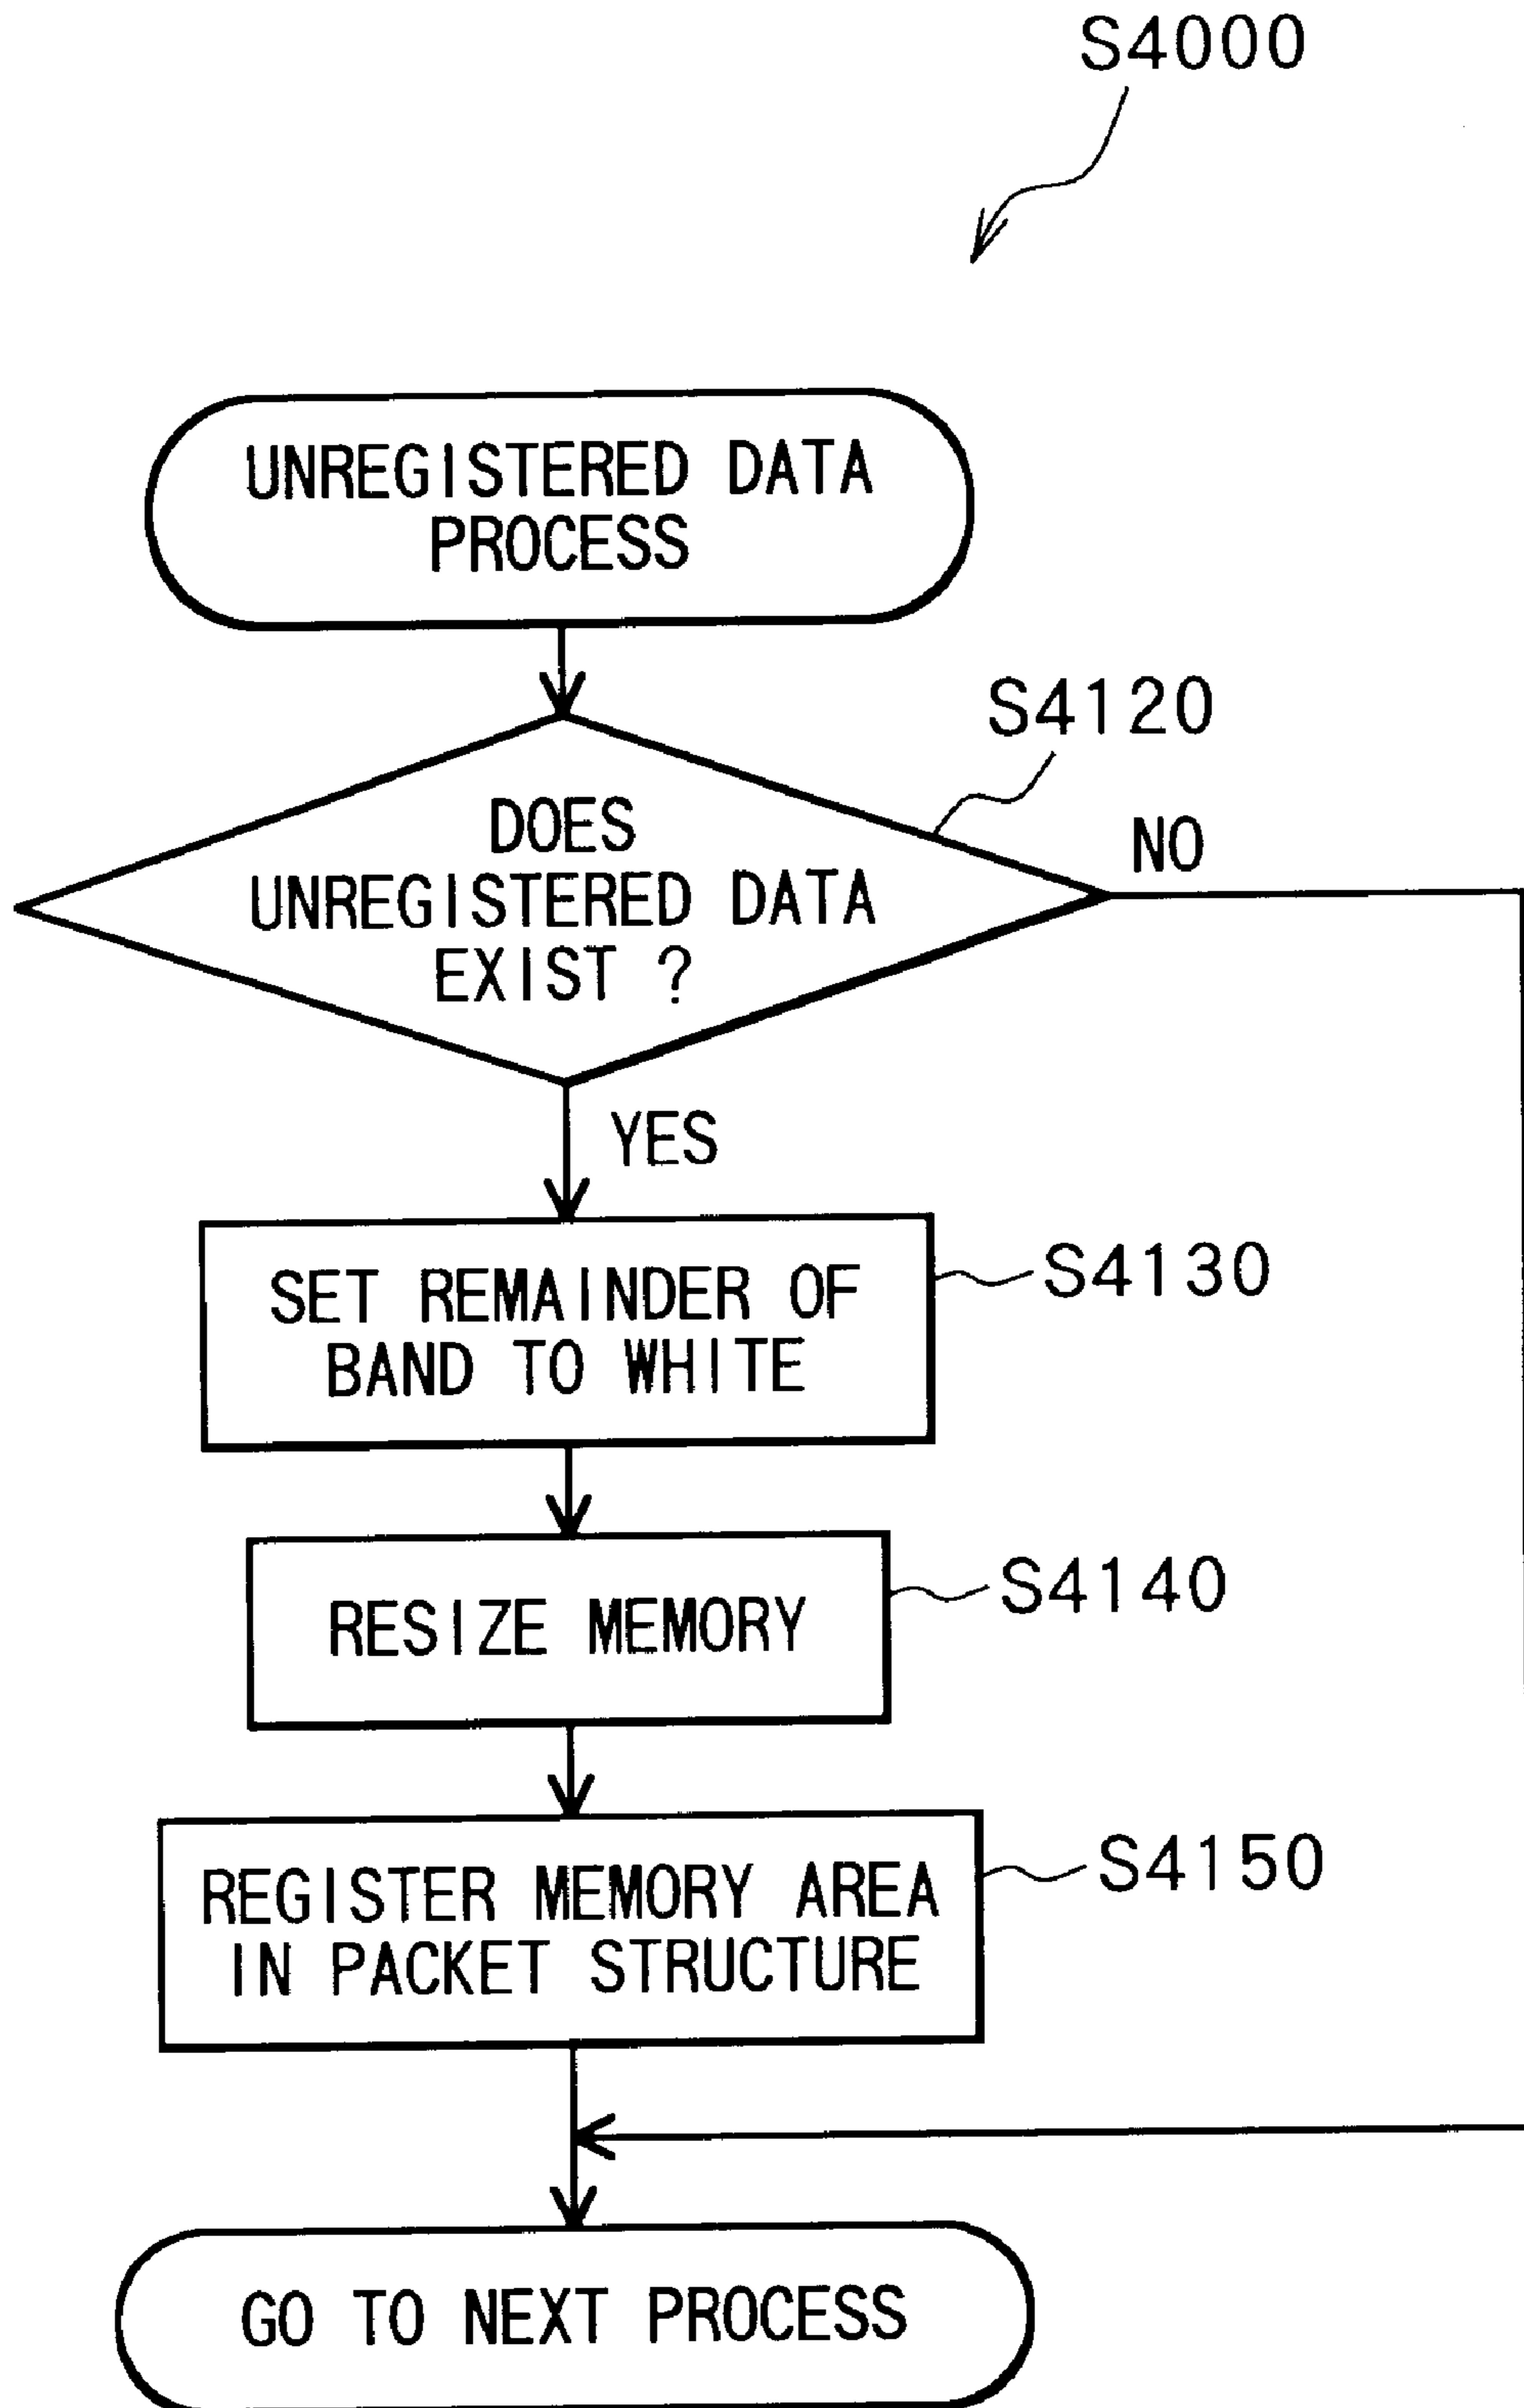 S4000
UNREGISTERED DATA
PROCESS
S4120
DOES
UNREGISTERED DATA
EXIST ?
NO
YES
SET REMAINDER OF
BAND TO WHITE
S4130
RESIZE MEMORY
S4140
REGISTER MEMORY AREA
IN PACKET STRUCTURE
S4150
GO TO NEXT PROCESS